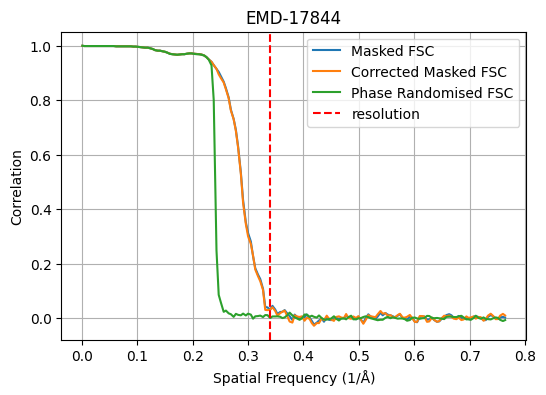 EMD-17844
1.0
0.8
0.6
0.4
0.2
0.0
Correlation
Masked FSC
Corrected Masked FSC
Phase Randomised FSC
resolution
0.0 0.1 0.2 0.3 0.4 0.5 0.6 0.7 0.8
Spatial Frequency (1/Å)